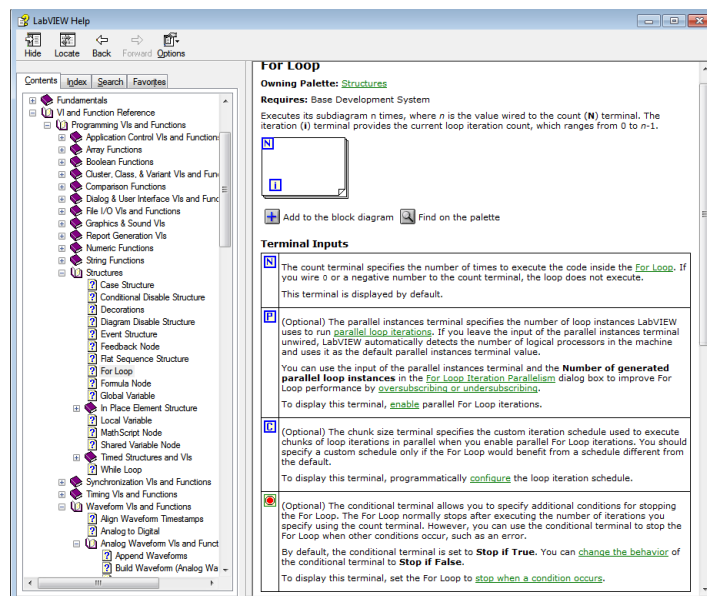 LabVIEW Help
Hide
Locate
Back
Forward
Options
Contents
Index
Search
Favorites
Fundamentals
VI and Function Reference
Programming VIs and Functions
Application Control VIs and Functions
Array Functions
Boolean Functions
Cluster, Class, & Variant VIs and Fun
Comparison Functions
Dialog & User Interface VIs and Func
File I/O VIs and Functions
Graphics & Sound VIs
Report Generation VIs
Numeric Functions
String Functions
Structures
Case Structure
Conditional Disable Structure
Decorations
Diagram Disable Structure
Event Structure
Feedback Node
Flat Sequence Structure
For Loop
Formula Node
Global Variable
In Place Element Structure
Local Variable
MathScript Node
Shared Variable Node
Timed Structures and VIs
While Loop
Synchronization VIs and Functions
Timing VIs and Functions
Waveform VIs and Functions
Align Waveform Timestamps
Analog to Digital
Analog Waveform VIs and Funct
Append Waveforms
Build Waveform (Analog Wa
For Loop
Owning Palette: Structures
Requires: Base Development System
Executes its subdiagram n times, where n is the value wired to the count (N) terminal. The
iteration (i) terminal provides the current loop iteration count, which ranges from 0 to n-1.
N
i
Add to the block diagram Find on the palette
Terminal Inputs
N
The count terminal specifies the number of times to execute the code inside the For Loop. If
you wire 0 or a negative number to the count terminal, the loop does not execute.
This terminal is displayed by default.
P
(Optional) The parallel instances terminal specifies the number of loop instances LabVIEW
uses to run parallel loop iterations. If you leave the input of the parallel instances terminal
unwired, LabVIEW automatically detects the number of logical processors in the machine
and uses it as the default parallel instances terminal value.
You can use the input of the parallel instances terminal and the Number of generated
parallel loop instances in the For Loop Iteration Parallelism dialog box to improve For
Loop performance by oversubscribing or undersubscribing.
To display this terminal, enable parallel For Loop iterations.
C
(Optional) The chunk size terminal specifies the custom iteration schedule used to execute
chunks of loop iterations in parallel when you enable parallel For Loop iterations. You should
specify a custom schedule only if the For Loop would benefit from a schedule different from
the default.
To display this terminal, programmatically configure the loop iteration schedule.
(Optional) The conditional terminal allows you to specify additional conditions for stopping
the For Loop. The For Loop normally stops after executing the number of iterations you
specify using the count terminal. However, you can use the conditional terminal to stop the
For Loop when other conditions occur, such as an error.
By default, the conditional terminal is set to Stop if True. You can change the behavior of
the conditional terminal to Stop if False.
To display this terminal, set the For Loop to stop when a condition occurs.